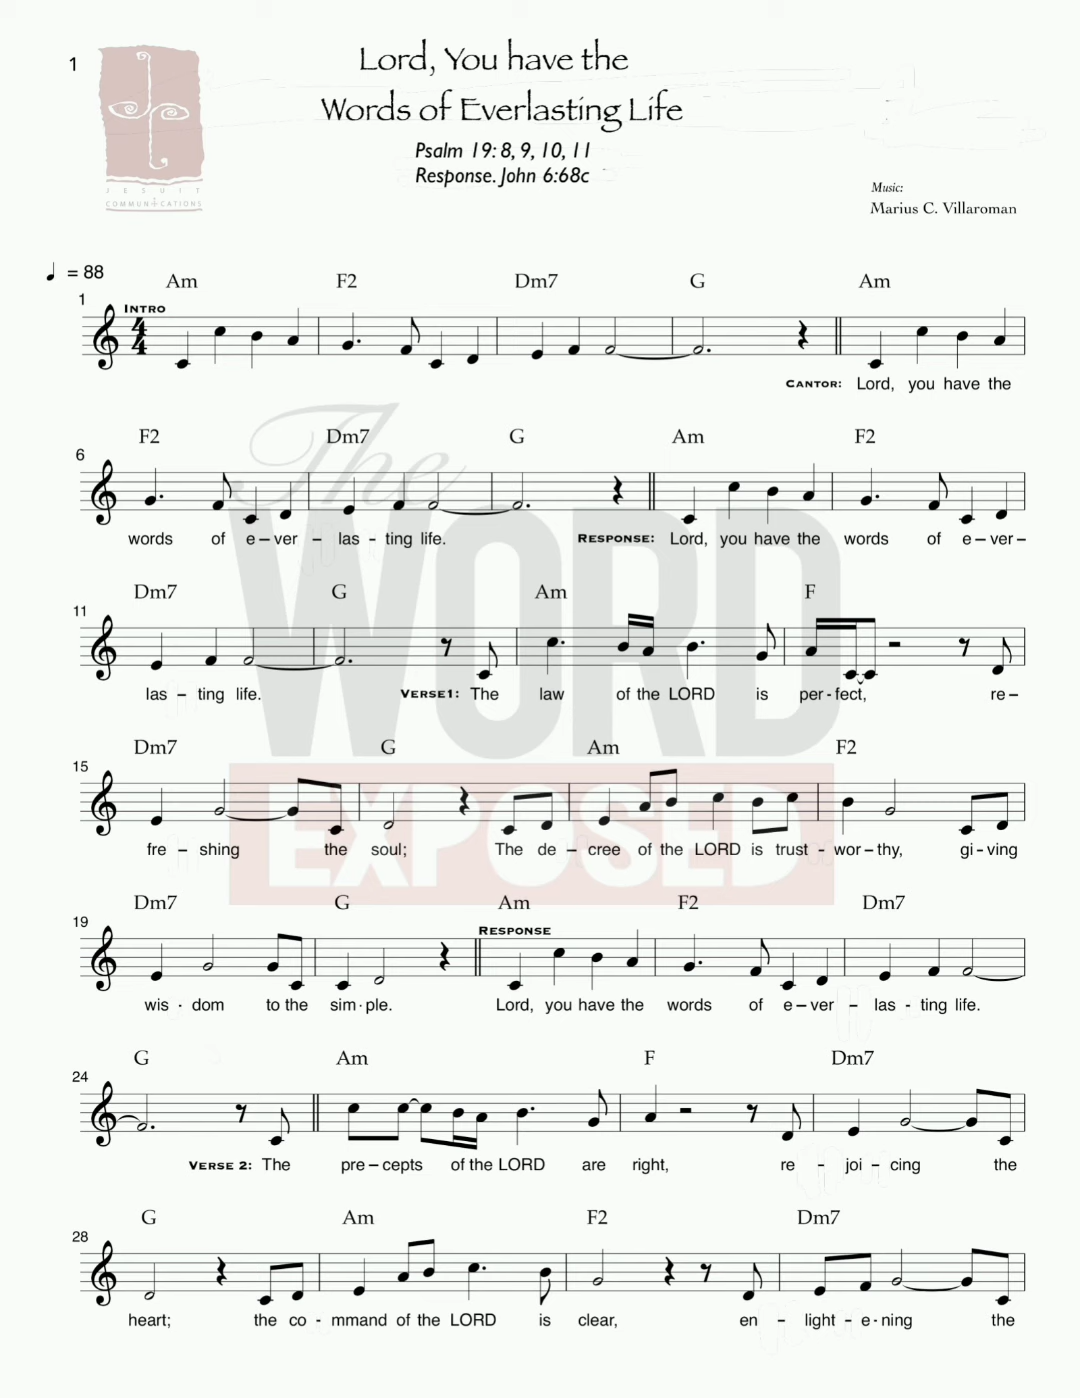 1
Lord, You have the
Words of Everlasting Life
Psalm 19: 8, 9, 10, 11
Response. John 6:68c
JESUIT
COMMUNICATIONS
Music:
Marius C. Villaroman
= 88
Am F2 Dm7 G Am
1
INTRO
4
4
CANTOR: Lord, you have the
F2 Dm7 G Am F2
6
words of e – ver – las - ting life. RESPONSE: Lord, you have the words of e – ver –
Dm7 G Am F
11
las – ting life. VERSE1: The law of the LORD is per - fect, re –
Dm7 G Am F2
15
fre – shing the soul; The de – cree of the LORD is trust - wor – thy, gi – ving
Dm7 G Am F2 Dm7
19
RESPONSE
wis - dom to the sim - ple. Lord, you have the words of e – ver – las - ting life.
G Am F Dm7
24
VERSE 2: The pre – cepts of the LORD are right, re - joi – cing the
G Am F2 Dm7
28
heart; the co - mmand of the LORD is clear, en – light – e - ning the
The
WORD
EXPOSED